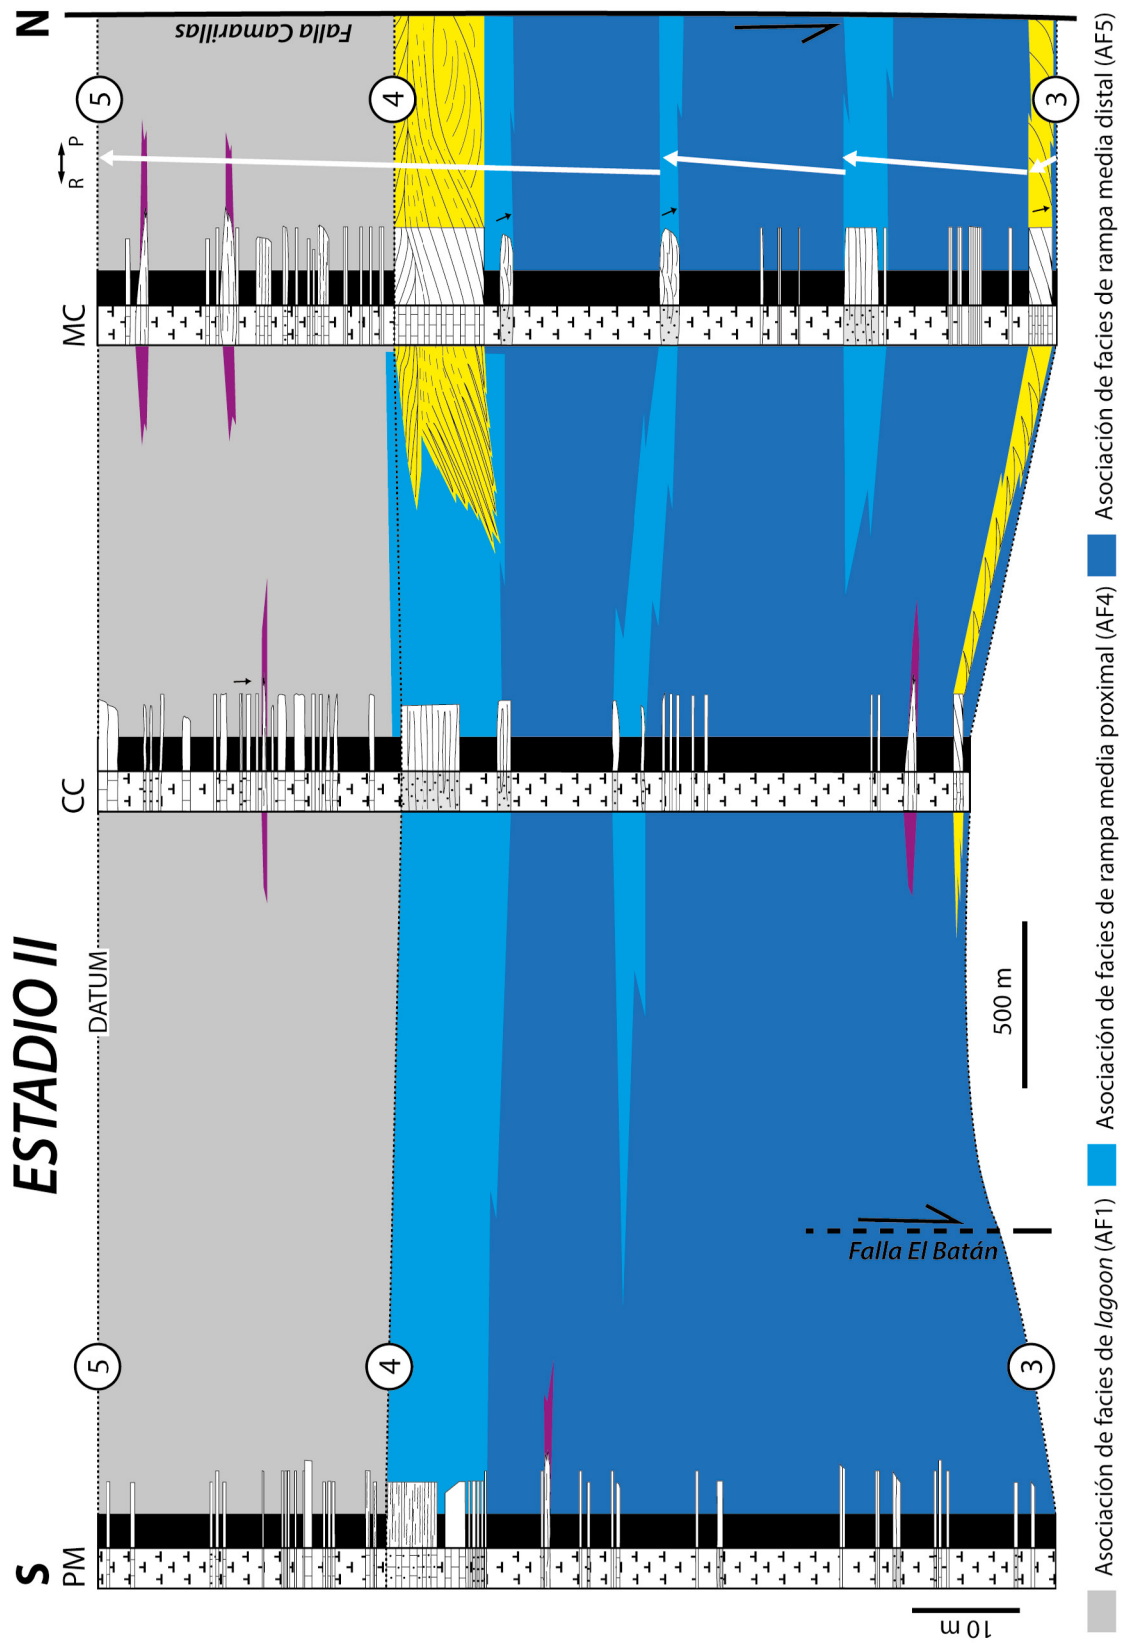 ESTADIO II
S
N
PM
CC
MC
DATUM
R P
5
5
4
4
3
3
Falla Camarillas
Falla El Batán
500 m
10 m
Asociación de facies de lagoon (AF1)
Asociación de facies de rampa media proximal (AF4)
Asociación de facies de rampa media distal (AF5)